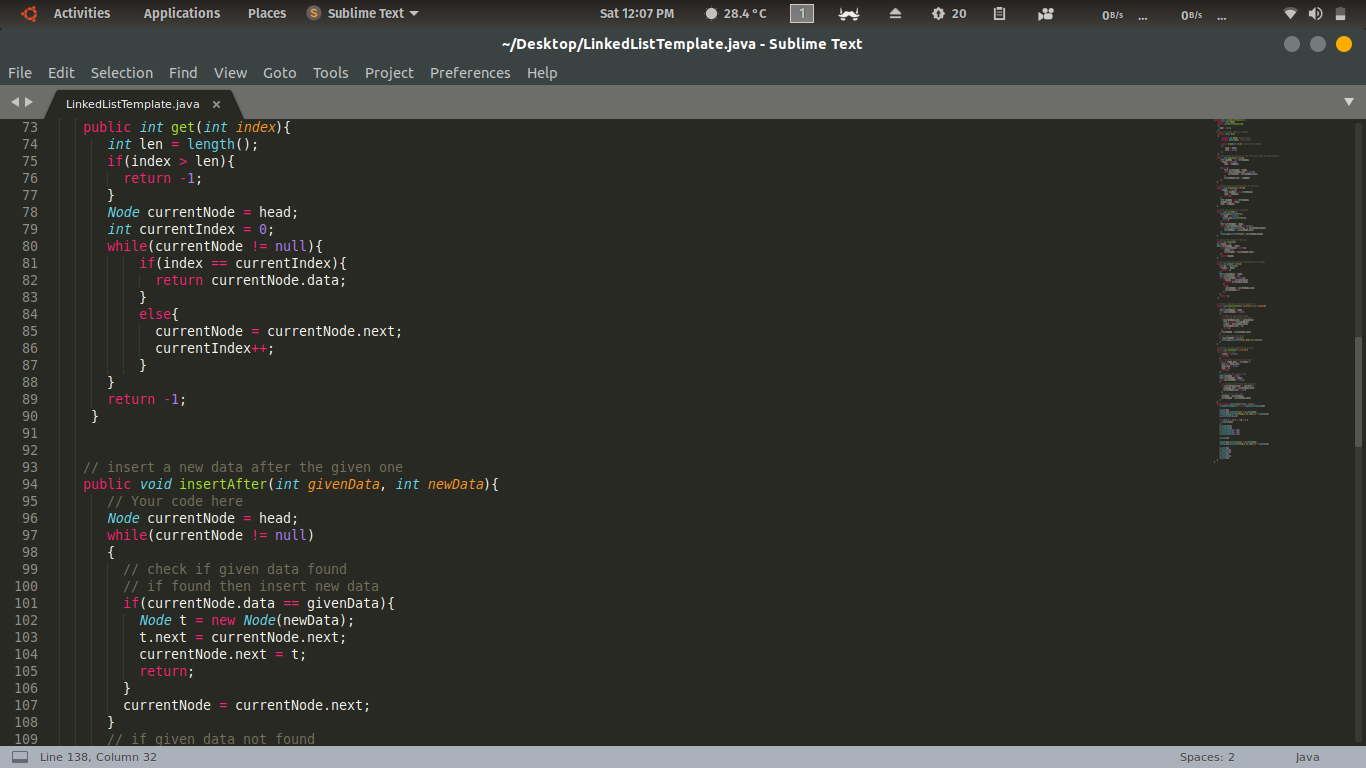 Activities Applications Places Sublime Text Sat 12:07 PM 28.4°C 1 20 0B/s ... 0B/s ...
~/Desktop/LinkedListTemplate.java - Sublime Text
File Edit Selection Find View Goto Tools Project Preferences Help
LinkedListTemplate.java ×
73 public int get(int index){
74 int len = length();
75 if(index > len){
76 return -1;
77 }
78 Node currentNode = head;
79 int currentIndex = 0;
80 while(currentNode != null){
81 if(index == currentIndex){
82 return currentNode.data;
83 }
84 else{
85 currentNode = currentNode.next;
86 currentIndex++;
87 }
88 }
89 return -1;
90 }
91
92
93 // insert a new data after the given one
94 public void insertAfter(int givenData, int newData){
95 // Your code here
96 Node currentNode = head;
97 while(currentNode != null)
98 {
99 // check if given data found
100 // if found then insert new data
101 if(currentNode.data == givenData){
102 Node t = new Node(newData);
103 t.next = currentNode.next;
104 currentNode.next = t;
105 return;
106 }
107 currentNode = currentNode.next;
108 }
109 // if given data not found
Line 138, Column 32 Spaces: 2 Java